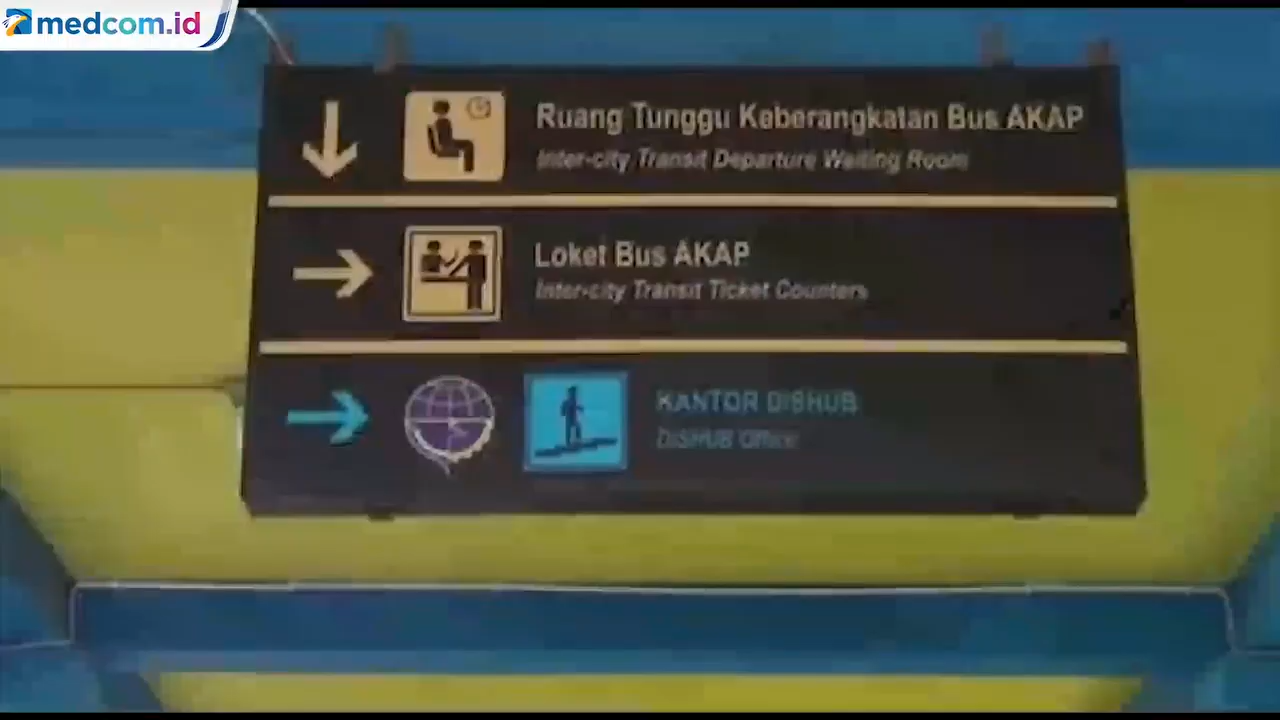 medcom.id
Ruang Tunggu Keberangkatan Bus AKAP
Inter-city Transit Departure Waiting Room
Loket Bus AKAP
Inter-city Transit Ticket Counters
KANTOR DISHUB
DISHUB Office